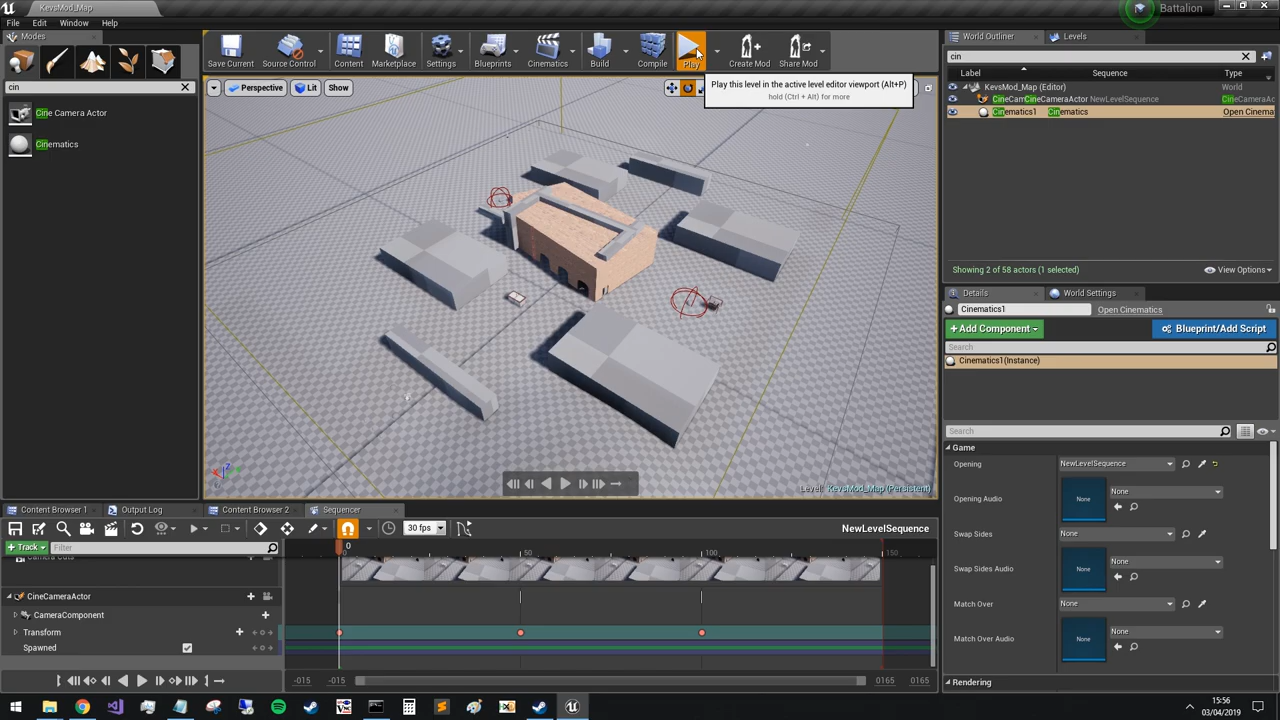 KevsMod_Map
Battalion
File Edit Window Help
Modes
cin
Cine Camera Actor
Cinematics
Save Current
Source Control
Content
Marketplace
Settings
Blueprints
Cinematics
Build
Compile
Play
Create Mod
Share Mod
Perspective
Lit
Show
Play this level in the active level editor viewport (Alt+P)
hold (Ctrl + Alt) for more
Level: KevsMod_Map (Persistent)
World Outliner
Levels
cin
Label Sequence Type
KevsMod_Map (Editor) World
CineCamCineCameraActor NewLevelSequence CineCameraAc
Cinematics1 Cinematics Open Cinema
Showing 2 of 58 actors (1 selected)
View Options
Details
World Settings
Cinematics1
Open Cinematics
+Add Component
Blueprint/Add Script
Search
Cinematics1(Instance)
Search
Game
Opening NewLevelSequence
Opening Audio None None
Swap Sides None
Swap Sides Audio None None
Match Over None
Match Over Audio None None
Rendering
Content Browser 1
Output Log
Content Browser 2
Sequencer
30 fps
NewLevelSequence
+ Track
Filter
0
0 50 100 150
Camera Cuts
CineCameraActor
CameraComponent
Transform
Spawned
-015 -015 0165 0165
15:56
03/04/2019